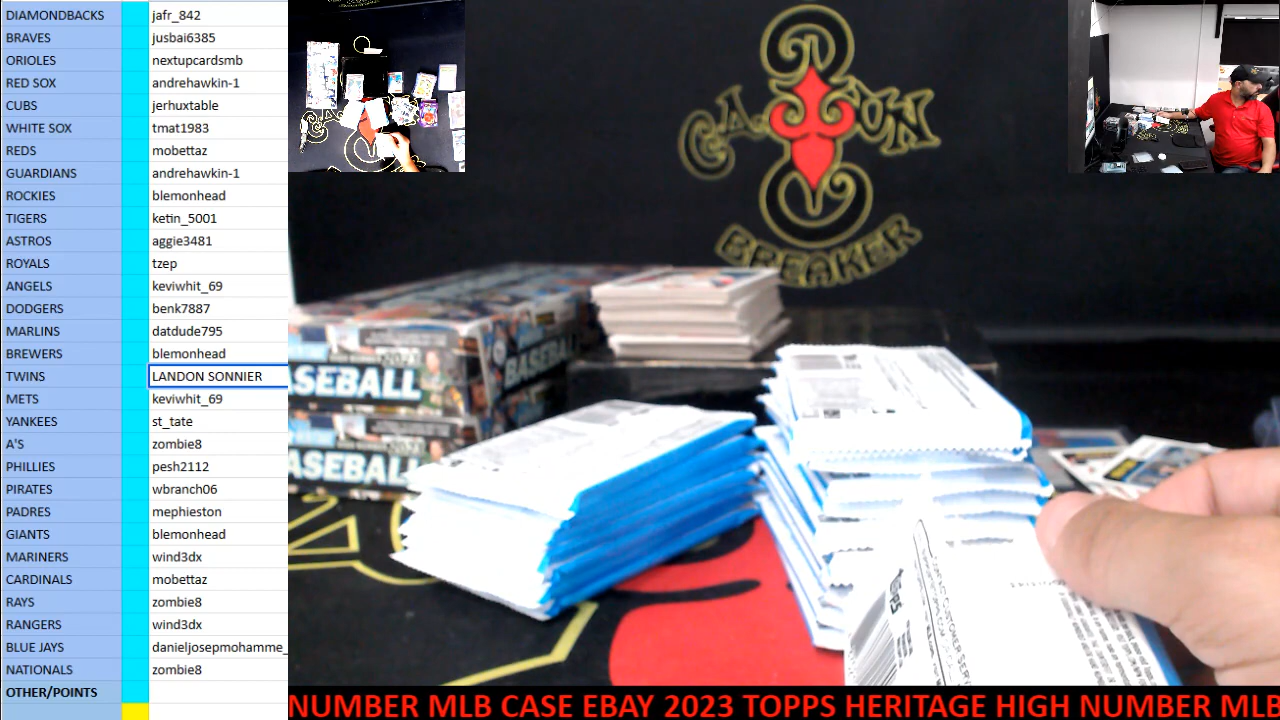 DIAMONDBACKS jafr_842
BRAVES jusbai6385
ORIOLES nextupcardsmb
RED SOX andrehawkin-1
CUBS jerhuxtable
WHITE SOX tmat1983
REDS mobettaz
GUARDIANS andrehawkin-1
ROCKIES blemonhead
TIGERS ketin_5001
ASTROS aggie3481
ROYALS tzep
ANGELS keviwhit_69
DODGERS benk7887
MARLINS datdude795
BREWERS blemonhead
TWINS LANDON SONNIER
METS keviwhit_69
YANKEES st_tate
A'S zombie8
PHILLIES pesh2112
PIRATES wbranch06
PADRES mephieston
GIANTS blemonhead
MARINERS wind3dx
CARDINALS mobettaz
RAYS zombie8
RANGERS wind3dx
BLUE JAYS danieljosepmohamme_
NATIONALS zombie8
OTHER/POINTS
CAJUN
BREAKER
BASEBALL
ASEBALL
ASEBALL
NUMBER MLB CASE EBAY 2023 TOPPS HERITAGE HIGH NUMBER MLB